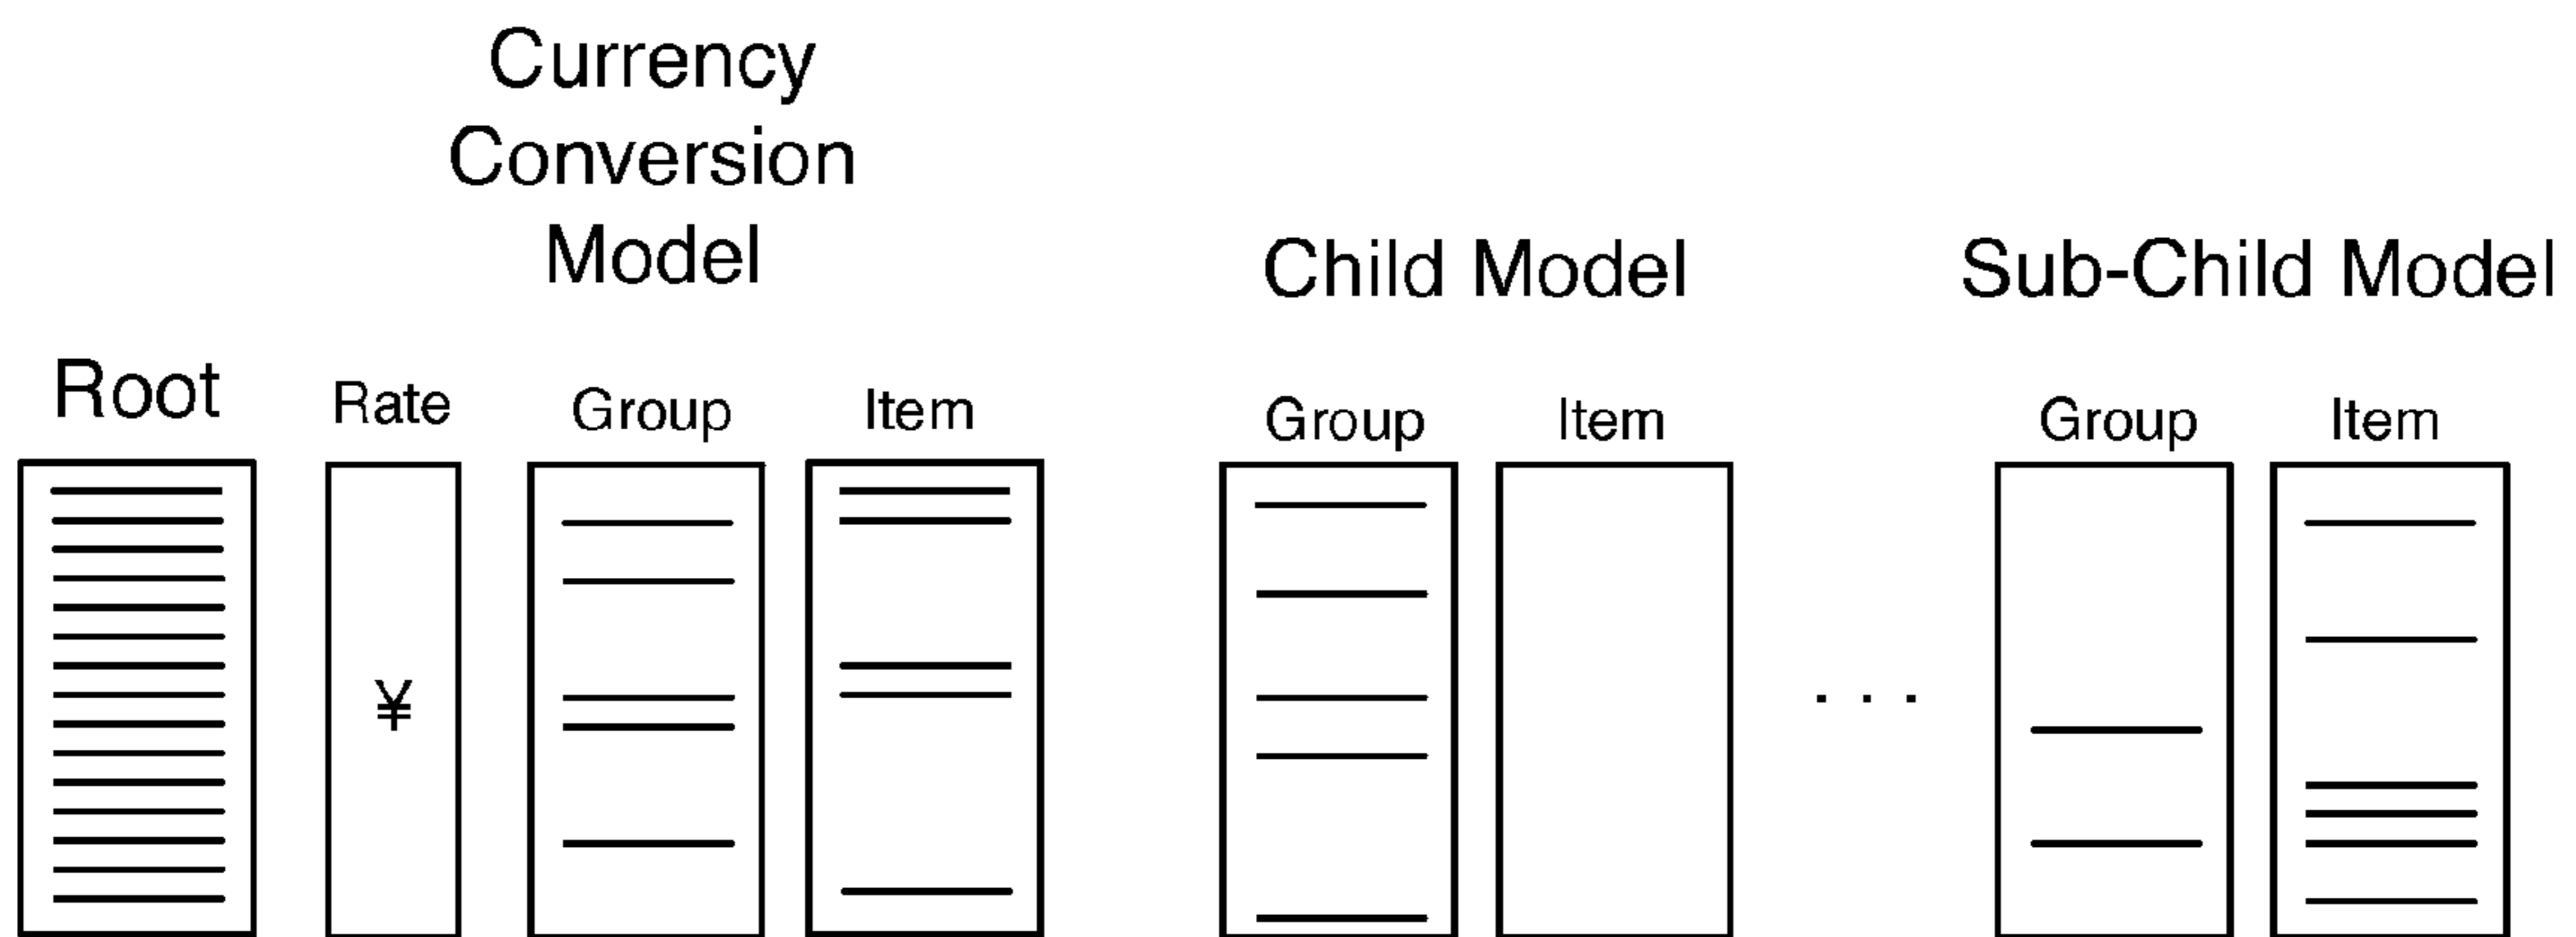 Currency
Conversion
Model
Child Model
Sub-Child Model
Root
Rate
Group
Item
Group
Item
Group
Item
¥
. . .